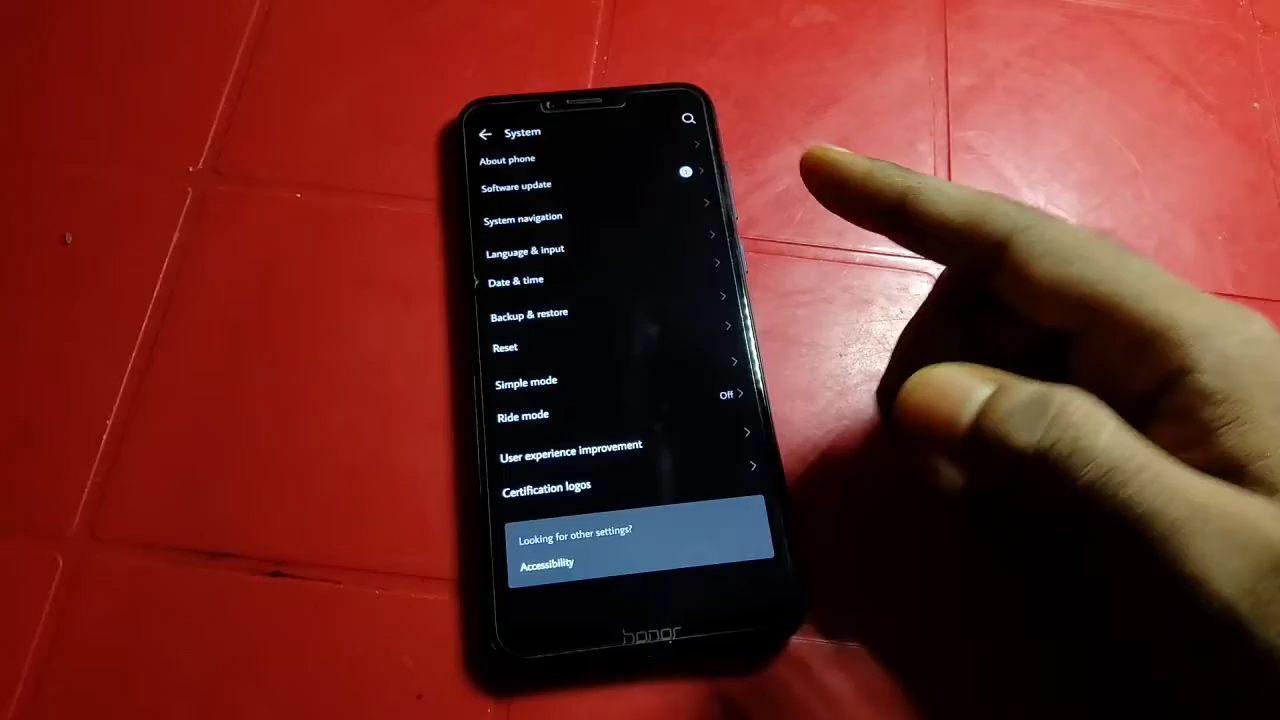 System
About phone
Software update 1
System navigation
Language & input
Date & time
Backup & restore
Reset
Simple mode
Ride mode Off
User experience improvement
Certification logos
Looking for other settings?
Accessibility
honor